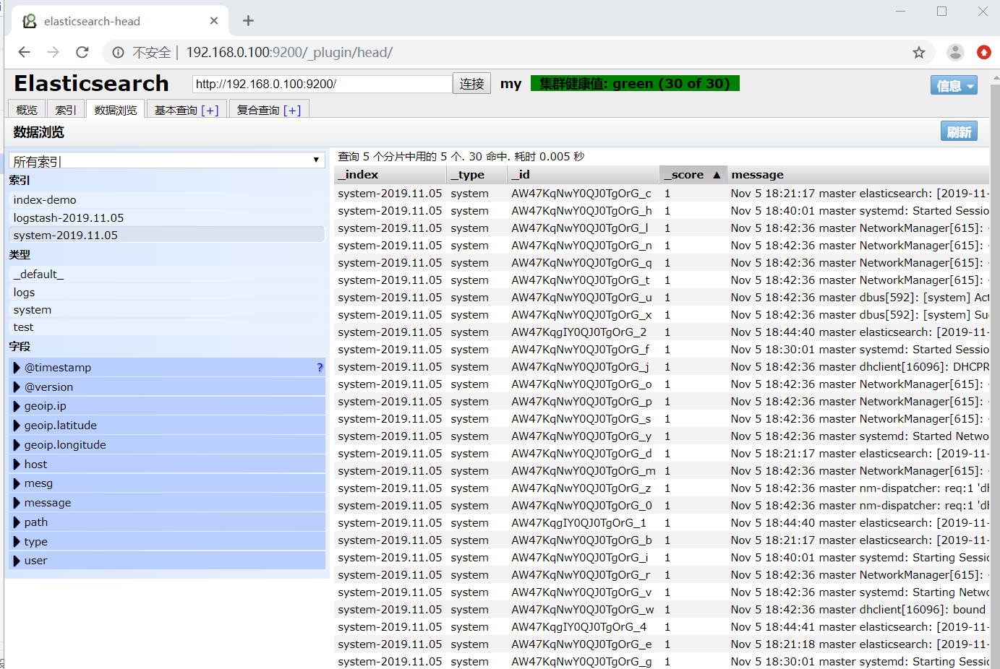 elasticsearch-head
不安全 192.168.0.100:9200/_plugin/head/
Elasticsearch http://192.168.0.100:9200/ 连接 my 集群健康值: green (30 of 30) 信息
概览 索引 数据浏览 基本查询 [+] 复合查询 [+]
数据浏览 刷新
所有索引
索引
index-demo
logstash-2019.11.05
system-2019.11.05
类型
_default_
logs
system
test
字段
@timestamp ?
@version
geoip.ip
geoip.latitude
geoip.longitude
host
mesg
message
path
type
user
查询 5 个分片中用的 5 个. 30 命中. 耗时 0.005 秒
_index _type _id _score ▲ message
system-2019.11.05 system AW47KqNwY0QJ0TgOrG_c 1 Nov 5 18:21:17 master elasticsearch: [2019-11-
system-2019.11.05 system AW47KqNwY0QJ0TgOrG_h 1 Nov 5 18:40:01 master systemd: Started Sessio
system-2019.11.05 system AW47KqNwY0QJ0TgOrG_l 1 Nov 5 18:42:36 master NetworkManager[615]:
system-2019.11.05 system AW47KqNwY0QJ0TgOrG_n 1 Nov 5 18:42:36 master NetworkManager[615]:
system-2019.11.05 system AW47KqNwY0QJ0TgOrG_q 1 Nov 5 18:42:36 master NetworkManager[615]:
system-2019.11.05 system AW47KqNwY0QJ0TgOrG_t 1 Nov 5 18:42:36 master NetworkManager[615]:
system-2019.11.05 system AW47KqNwY0QJ0TgOrG_u 1 Nov 5 18:42:36 master dbus[592]: [system] Act
system-2019.11.05 system AW47KqNwY0QJ0TgOrG_x 1 Nov 5 18:42:36 master dbus[592]: [system] Suc
system-2019.11.05 system AW47KqgIY0QJ0TgOrG_2 1 Nov 5 18:44:40 master elasticsearch: [2019-11-
system-2019.11.05 system AW47KqNwY0QJ0TgOrG_f 1 Nov 5 18:30:01 master systemd: Started Sessio
system-2019.11.05 system AW47KqNwY0QJ0TgOrG_j 1 Nov 5 18:42:36 master dhclient[16096]: DHCPR
system-2019.11.05 system AW47KqNwY0QJ0TgOrG_o 1 Nov 5 18:42:36 master NetworkManager[615]:
system-2019.11.05 system AW47KqNwY0QJ0TgOrG_p 1 Nov 5 18:42:36 master NetworkManager[615]:
system-2019.11.05 system AW47KqNwY0QJ0TgOrG_s 1 Nov 5 18:42:36 master NetworkManager[615]:
system-2019.11.05 system AW47KqNwY0QJ0TgOrG_y 1 Nov 5 18:42:36 master systemd: Started Netwo
system-2019.11.05 system AW47KqNwY0QJ0TgOrG_d 1 Nov 5 18:21:17 master elasticsearch: [2019-11-
system-2019.11.05 system AW47KqNwY0QJ0TgOrG_m 1 Nov 5 18:42:36 master NetworkManager[615]:
system-2019.11.05 system AW47KqNwY0QJ0TgOrG_z 1 Nov 5 18:42:36 master nm-dispatcher: req:1 'dh
system-2019.11.05 system AW47KqNwY0QJ0TgOrG_0 1 Nov 5 18:42:36 master nm-dispatcher: req:1 'dh
system-2019.11.05 system AW47KqgIY0QJ0TgOrG_1 1 Nov 5 18:44:40 master elasticsearch: [2019-11-
system-2019.11.05 system AW47KqNwY0QJ0TgOrG_b 1 Nov 5 18:21:17 master elasticsearch: [2019-11-
system-2019.11.05 system AW47KqNwY0QJ0TgOrG_i 1 Nov 5 18:40:01 master systemd: Starting Sessic
system-2019.11.05 system AW47KqNwY0QJ0TgOrG_r 1 Nov 5 18:42:36 master NetworkManager[615]:
system-2019.11.05 system AW47KqNwY0QJ0TgOrG_v 1 Nov 5 18:42:36 master systemd: Starting Netwo
system-2019.11.05 system AW47KqNwY0QJ0TgOrG_w 1 Nov 5 18:42:36 master dhclient[16096]: bound
system-2019.11.05 system AW47KqgIY0QJ0TgOrG_4 1 Nov 5 18:44:41 master elasticsearch: [2019-11-
system-2019.11.05 system AW47KqNwY0QJ0TgOrG_e 1 Nov 5 18:21:18 master elasticsearch: [2019-11-
system-2019.11.05 system AW47KqNwY0QJ0TgOrG_g 1 Nov 5 18:30:01 master systemd: Starting Sessic